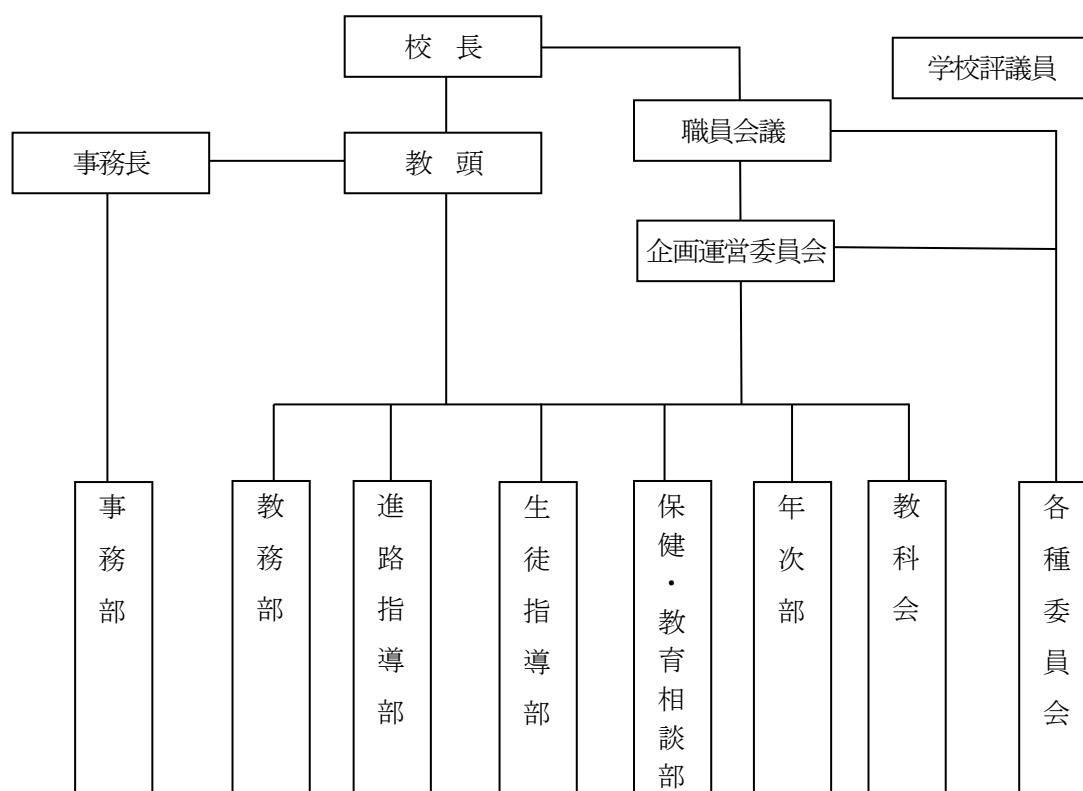 校　長
学校評議員
職員会議
事務長
教　頭
企画運営委員会
事務部
教務部
進路指導部
生徒指導部
保健・教育相談部
年次部
教科会
各種委員会